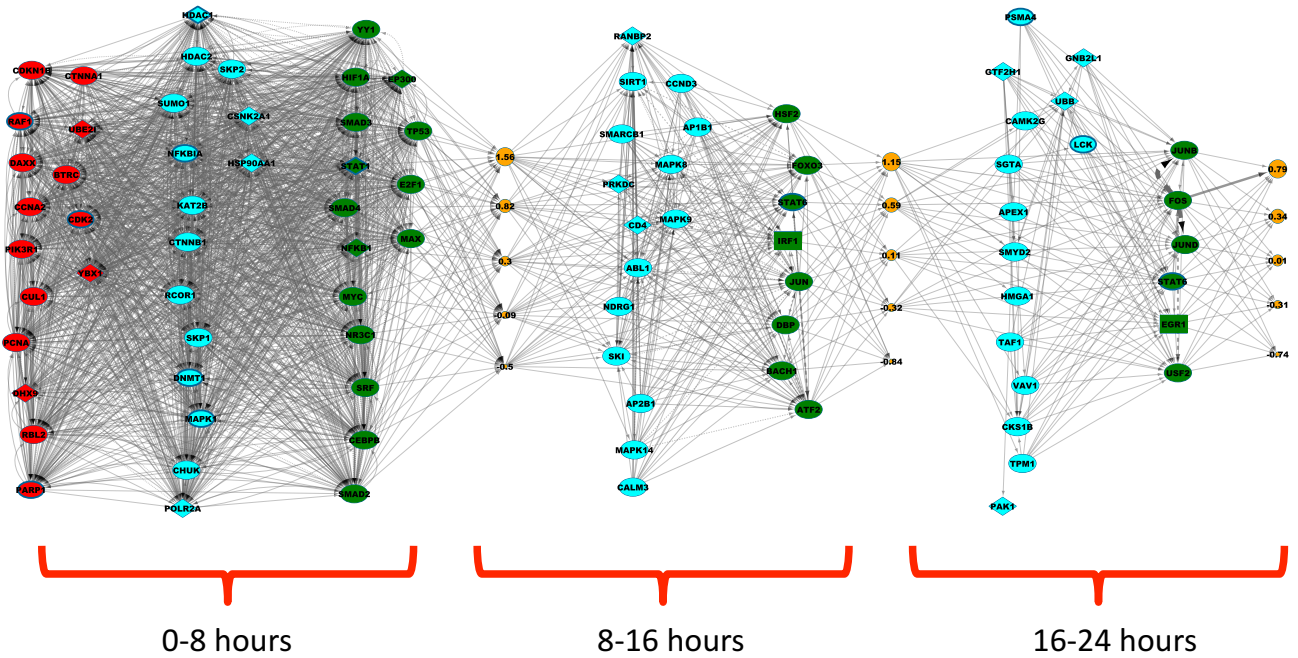 HDAC1
YY1
HDAC2
SKP2
CDKN1B
CTNNA1
HIF1A
EP300
SUMO1
CSNK2A1
RAF1
UBE2I
SMAD3
TP53
NFKBIA
HSP90AA1
STAT1
DAXX
BTRC
E2F1
CCNA2
CDK2
KAT2B
SMAD4
MAX
PIK3R1
CTNNB1
NFKB1
YBX1
CUL1
RCOR1
MYC
PCNA
SKP1
NR3C1
DHX9
DNMT1
SRF
RBL2
MAPK1
CEBPB
CHUK
PARP1
SMAD2
POLR2A
1.56
0.82
0.3
-0.09
-0.5
RANBP2
SIRT1
CCND3
SMARCB1
AP1B1
HSF2
MAPK8
FOXO3
PRKDC
STAT6
CD4
MAPK9
IRF1
ABL1
JUN
NDRG1
DBP
SKI
BACH1
AP2B1
ATF2
MAPK14
CALM3
1.15
0.59
0.11
-0.32
-0.84
PSMA4
GNB2L1
GTF2H1
UBB
CAMK2G
LCK
JUNB
SGTA
FOS
APEX1
JUND
SMYD2
STAT6
HMGA1
EGR1
TAF1
USF2
VAV1
CKS1B
TPM1
PAK1
0.79
0.34
0.01
-0.31
-0.74
0-8 hours
8-16 hours
16-24 hours